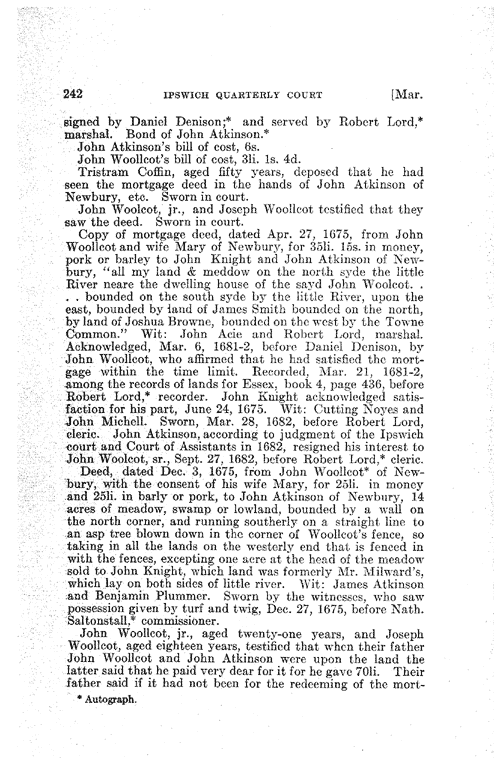 242 IPSWICH QUARTERLY COURT [Mar.
signed by Daniel Denison;* and served by Robert Lord,*
marshal. Bond of John Atkinson.*
John Atkinson's bill of cost, 6s.
John Woollcot's bill of cost, 3li. 1s. 4d.
Tristram Coffin, aged fifty years, deposed that he had
seen the mortgage deed in the hands of John Atkinson of
Newbury, etc. Sworn in court.
John Woolcot, jr., and Joseph Woollcot testified that they
saw the deed. Sworn in court.
Copy of mortgage deed, dated Apr. 27, 1675, from John
Woollcot and wife Mary of Newbury, for 35li. 15s. in money,
pork or barley to John Knight and John Atkinson of New-
bury, "all my land & meddow on the north syde the little
River neare the dwelling house of the sayd John Woolcot. .
. . bounded on the south syde by the little River, upon the
east, bounded by land of James Smith bounded on the north,
by land of Joshua Browne, bounded on the west by the Towne
Common." Wit: John Acie and Robert Lord, marshal.
Acknowledged, Mar. 6, 1681-2, before Daniel Denison, by
John Woollcot, who affirmed that he had satisfied the mort-
gage within the time limit. Recorded, Mar. 21, 1681-2,
among the records of lands for Essex, book 4, page 436, before
Robert Lord,* recorder. John Knight acknowledged satis-
faction for his part, June 24, 1675. Wit: Cutting Noyes and
John Michell. Sworn, Mar. 28, 1682, before Robert Lord,
cleric. John Atkinson, according to judgment of the Ipswich
court and Court of Assistants in 1682, resigned his interest to
John Woolcot, sr., Sept. 27, 1682, before Robert Lord,* cleric.
Deed, dated Dec. 3, 1675, from John Woollcot* of New-
bury, with the consent of his wife Mary, for 25li. in money
and 25li. in barly or pork, to John Atkinson of Newbury, 14
acres of meadow, swamp or lowland, bounded by a wall on
the north corner, and running southerly on a straight line to
an asp tree blown down in the corner of Woollcot's fence, so
taking in all the lands on the westerly end that is fenced in
with the fences, excepting one acre at the head of the meadow
sold to John Knight, which land was formerly Mr. Milward's,
which lay on both sides of little river. Wit: James Atkinson
and Benjamin Plummer. Sworn by the witnesses, who saw
possession given by turf and twig, Dec. 27, 1675, before Nath.
Saltonstall,* commissioner.
John Woollcot, jr., aged twenty-one years, and Joseph
Woollcot, aged eighteen years, testified that when their father
John Woollcot and John Atkinson were upon the land the
latter said that he paid very dear for it for he gave 70li. Their
father said if it had not been for the redeeming of the mort-
* Autograph.